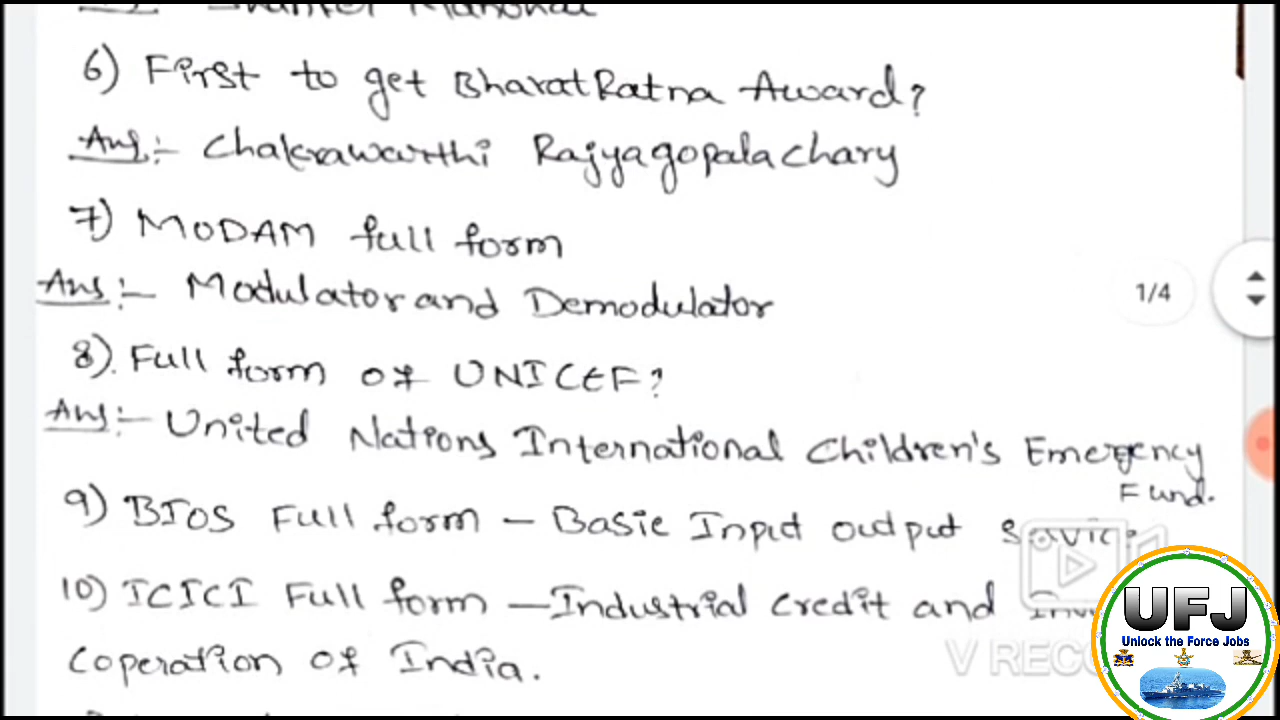 6) First to get Bharat Ratna Award?
Ans:- Chakrawarthi Rajyagopalachary
1/4
7) MODAM full form
Ans:- Modulator and Demodulator
8). Full form of UNICEF?
Ans:- United Nations International Children's Emergency
Fund.
9) BIOS Full form - Basic Input output
10) ICICI Full form - Industrial Credit and
Coperation of India.
V RECO
UFJ
Unlock the Force Jobs